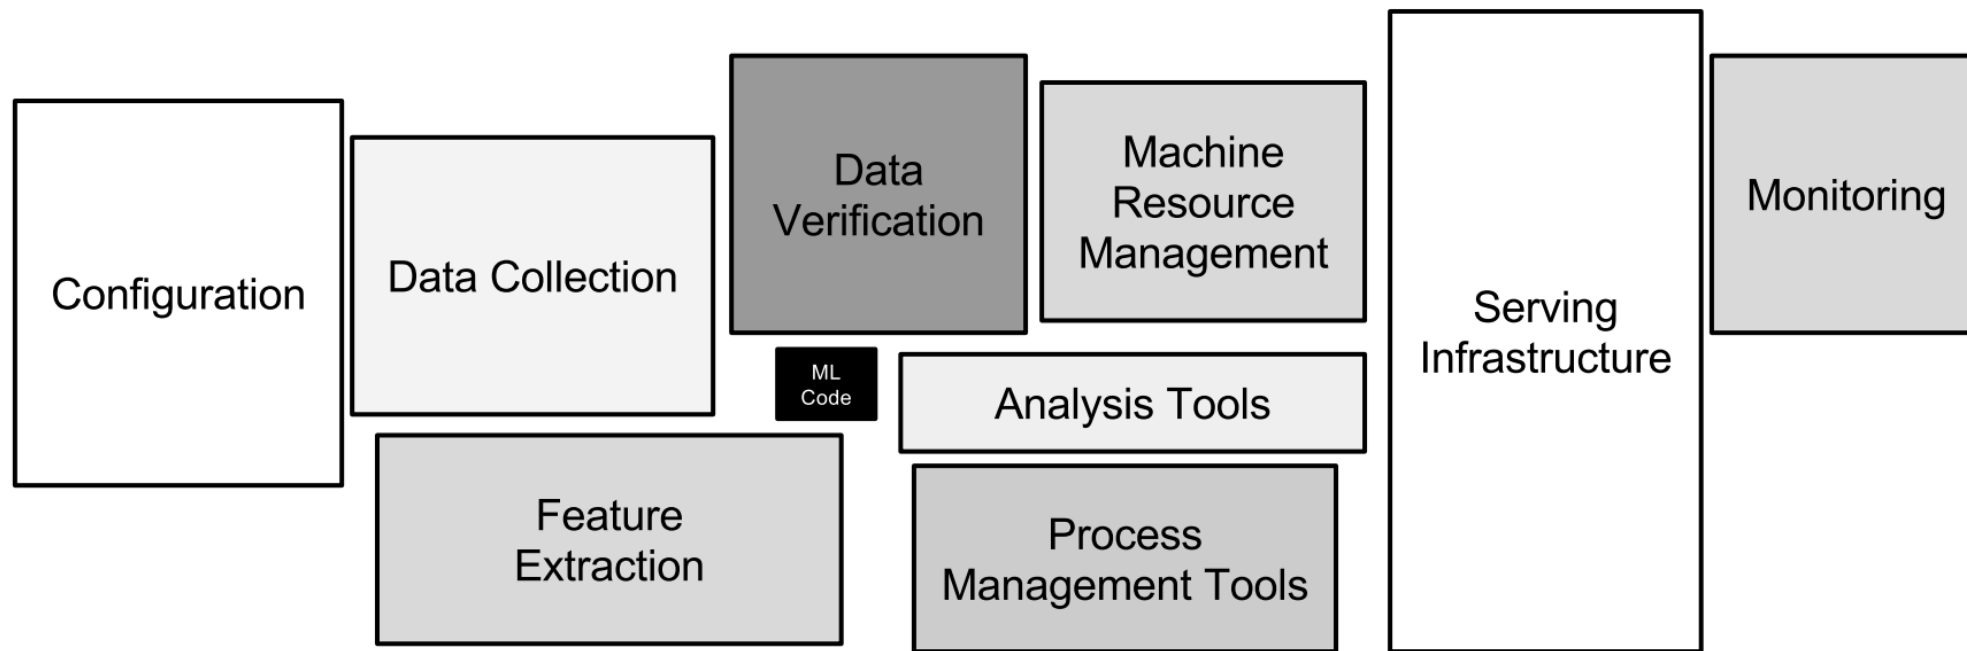 Configuration
Data Collection
Data
Verification
Machine
Resource
Management
Monitoring
Serving
Infrastructure
ML
Code
Analysis Tools
Feature
Extraction
Process
Management Tools